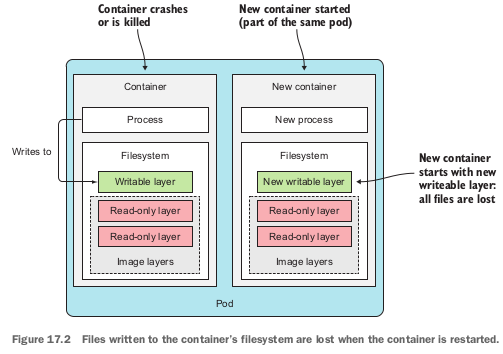 Container crashes
or is killed
New container started
(part of the same pod)
Container
New container
Process
New process
Writes to
Filesystem
Filesystem
Writable layer
New writable layer
New container
starts with new
writeable layer:
all files are lost
Read-only layer
Read-only layer
Read-only layer
Read-only layer
Image layers
Image layers
Pod
Figure 17.2 Files written to the container's filesystem are lost when the container is restarted.